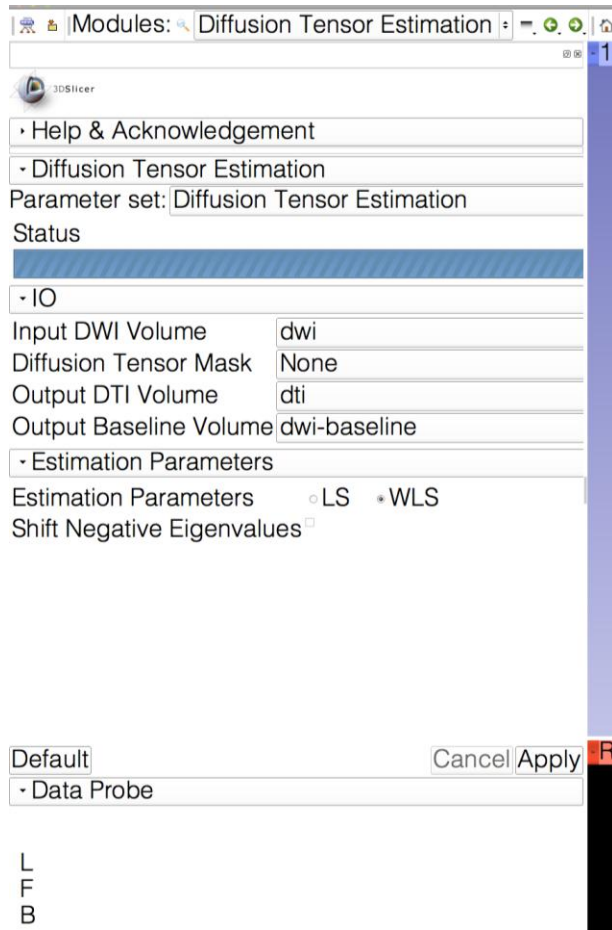 Modules: Diffusion Tensor Estimation
1
3DSlicer
Help & Acknowledgement
Diffusion Tensor Estimation
Parameter set: Diffusion Tensor Estimation
Status
IO
Input DWI Volume dwi
Diffusion Tensor Mask None
Output DTI Volume dti
Output Baseline Volume dwi-baseline
Estimation Parameters
Estimation Parameters LS WLS
Shift Negative Eigenvalues
Default Cancel Apply
R
Data Probe
L
F
B